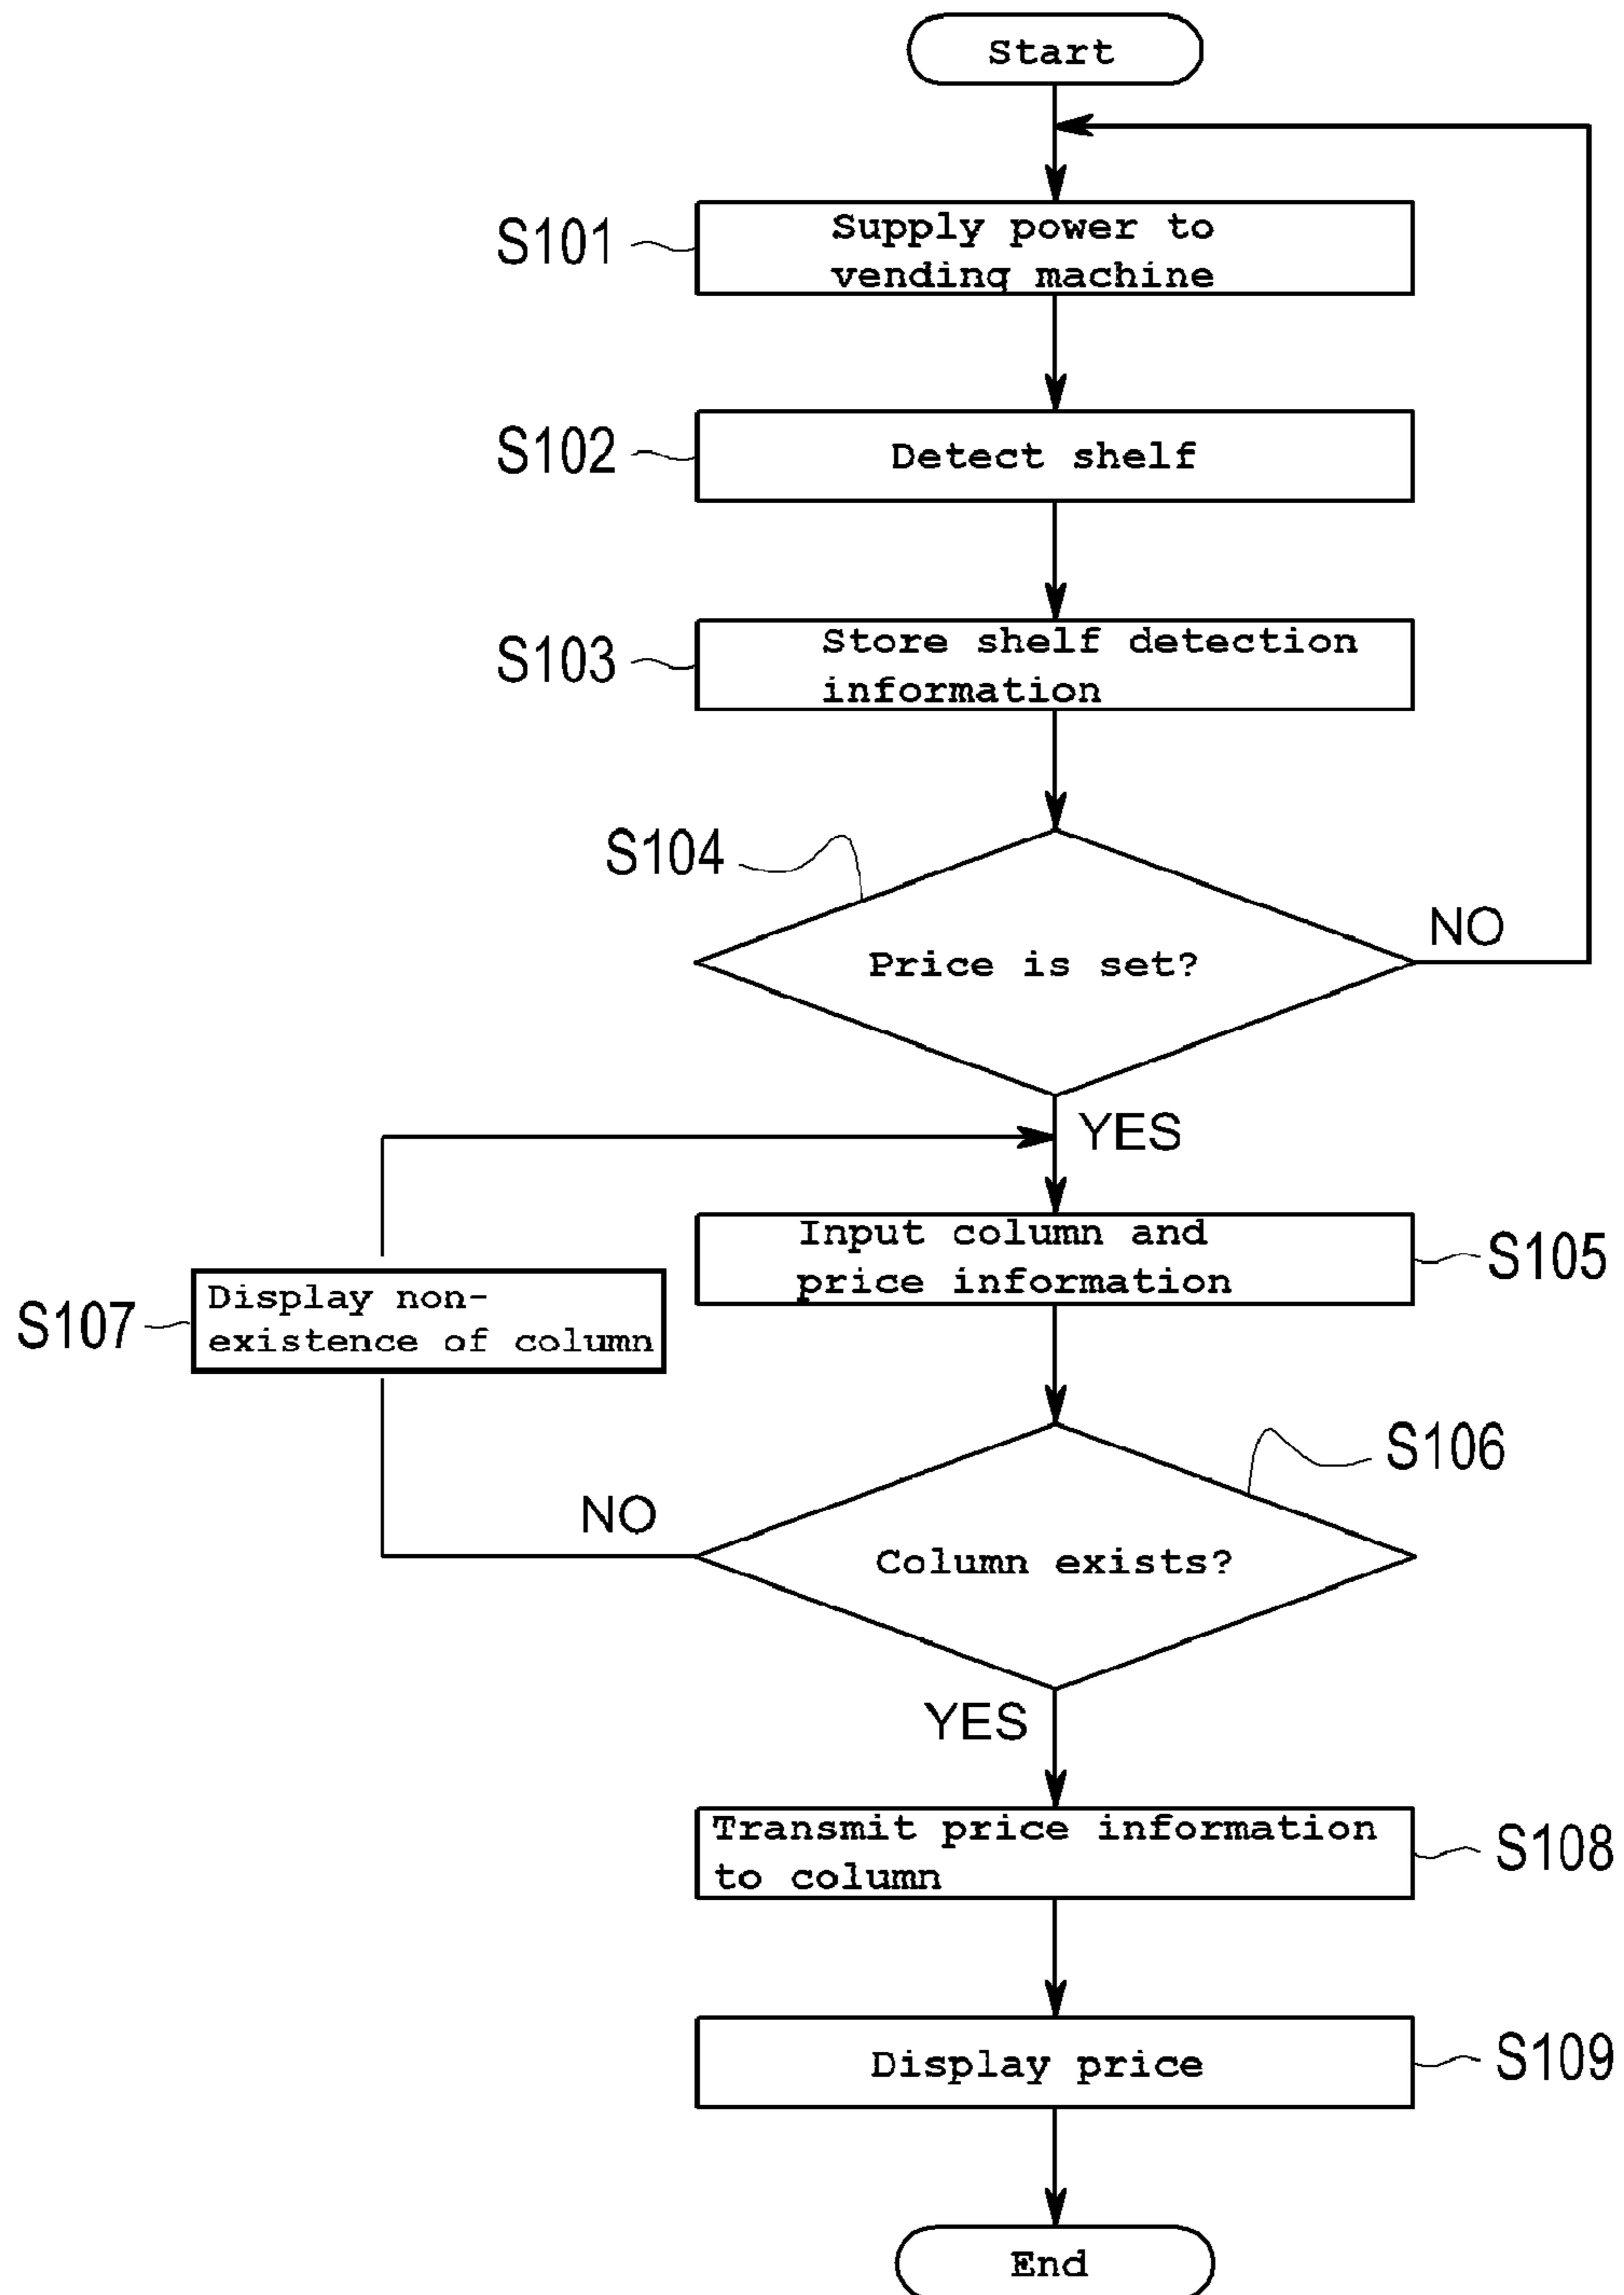 Start
S101
Supply power to
vending machine
S102
Detect shelf
S103
Store shelf detection
information
S104
Price is set?
NO
YES
S105
Input column and
price information
S107
Display non-
existence of column
S106
Column exists?
NO
YES
S108
Transmit price information
to column
S109
Display price
End